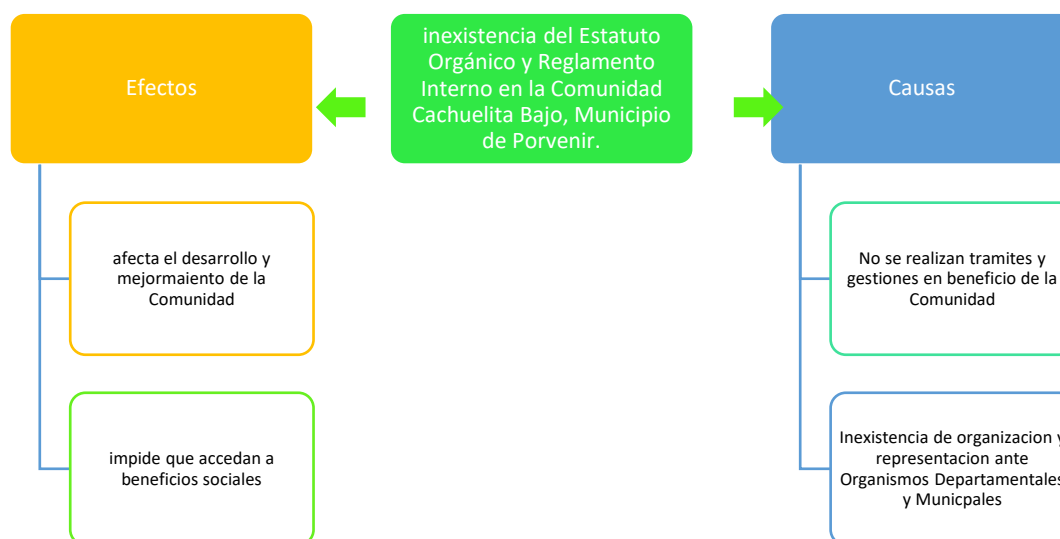 inexistencia del Estatuto
Orgánico y Reglamento
Interno en la Comunidad
Cachuelita Bajo, Municipio
de Porvenir.
Efectos
afecta el desarrollo y
mejormaiento de la
Comunidad
impide que accedan a
beneficios sociales
Causas
No se realizan tramites y
gestiones en beneficio de la
Comunidad
Inexistencia de organizacion y
representacion ante
Organismos Departamentales
y Municpales